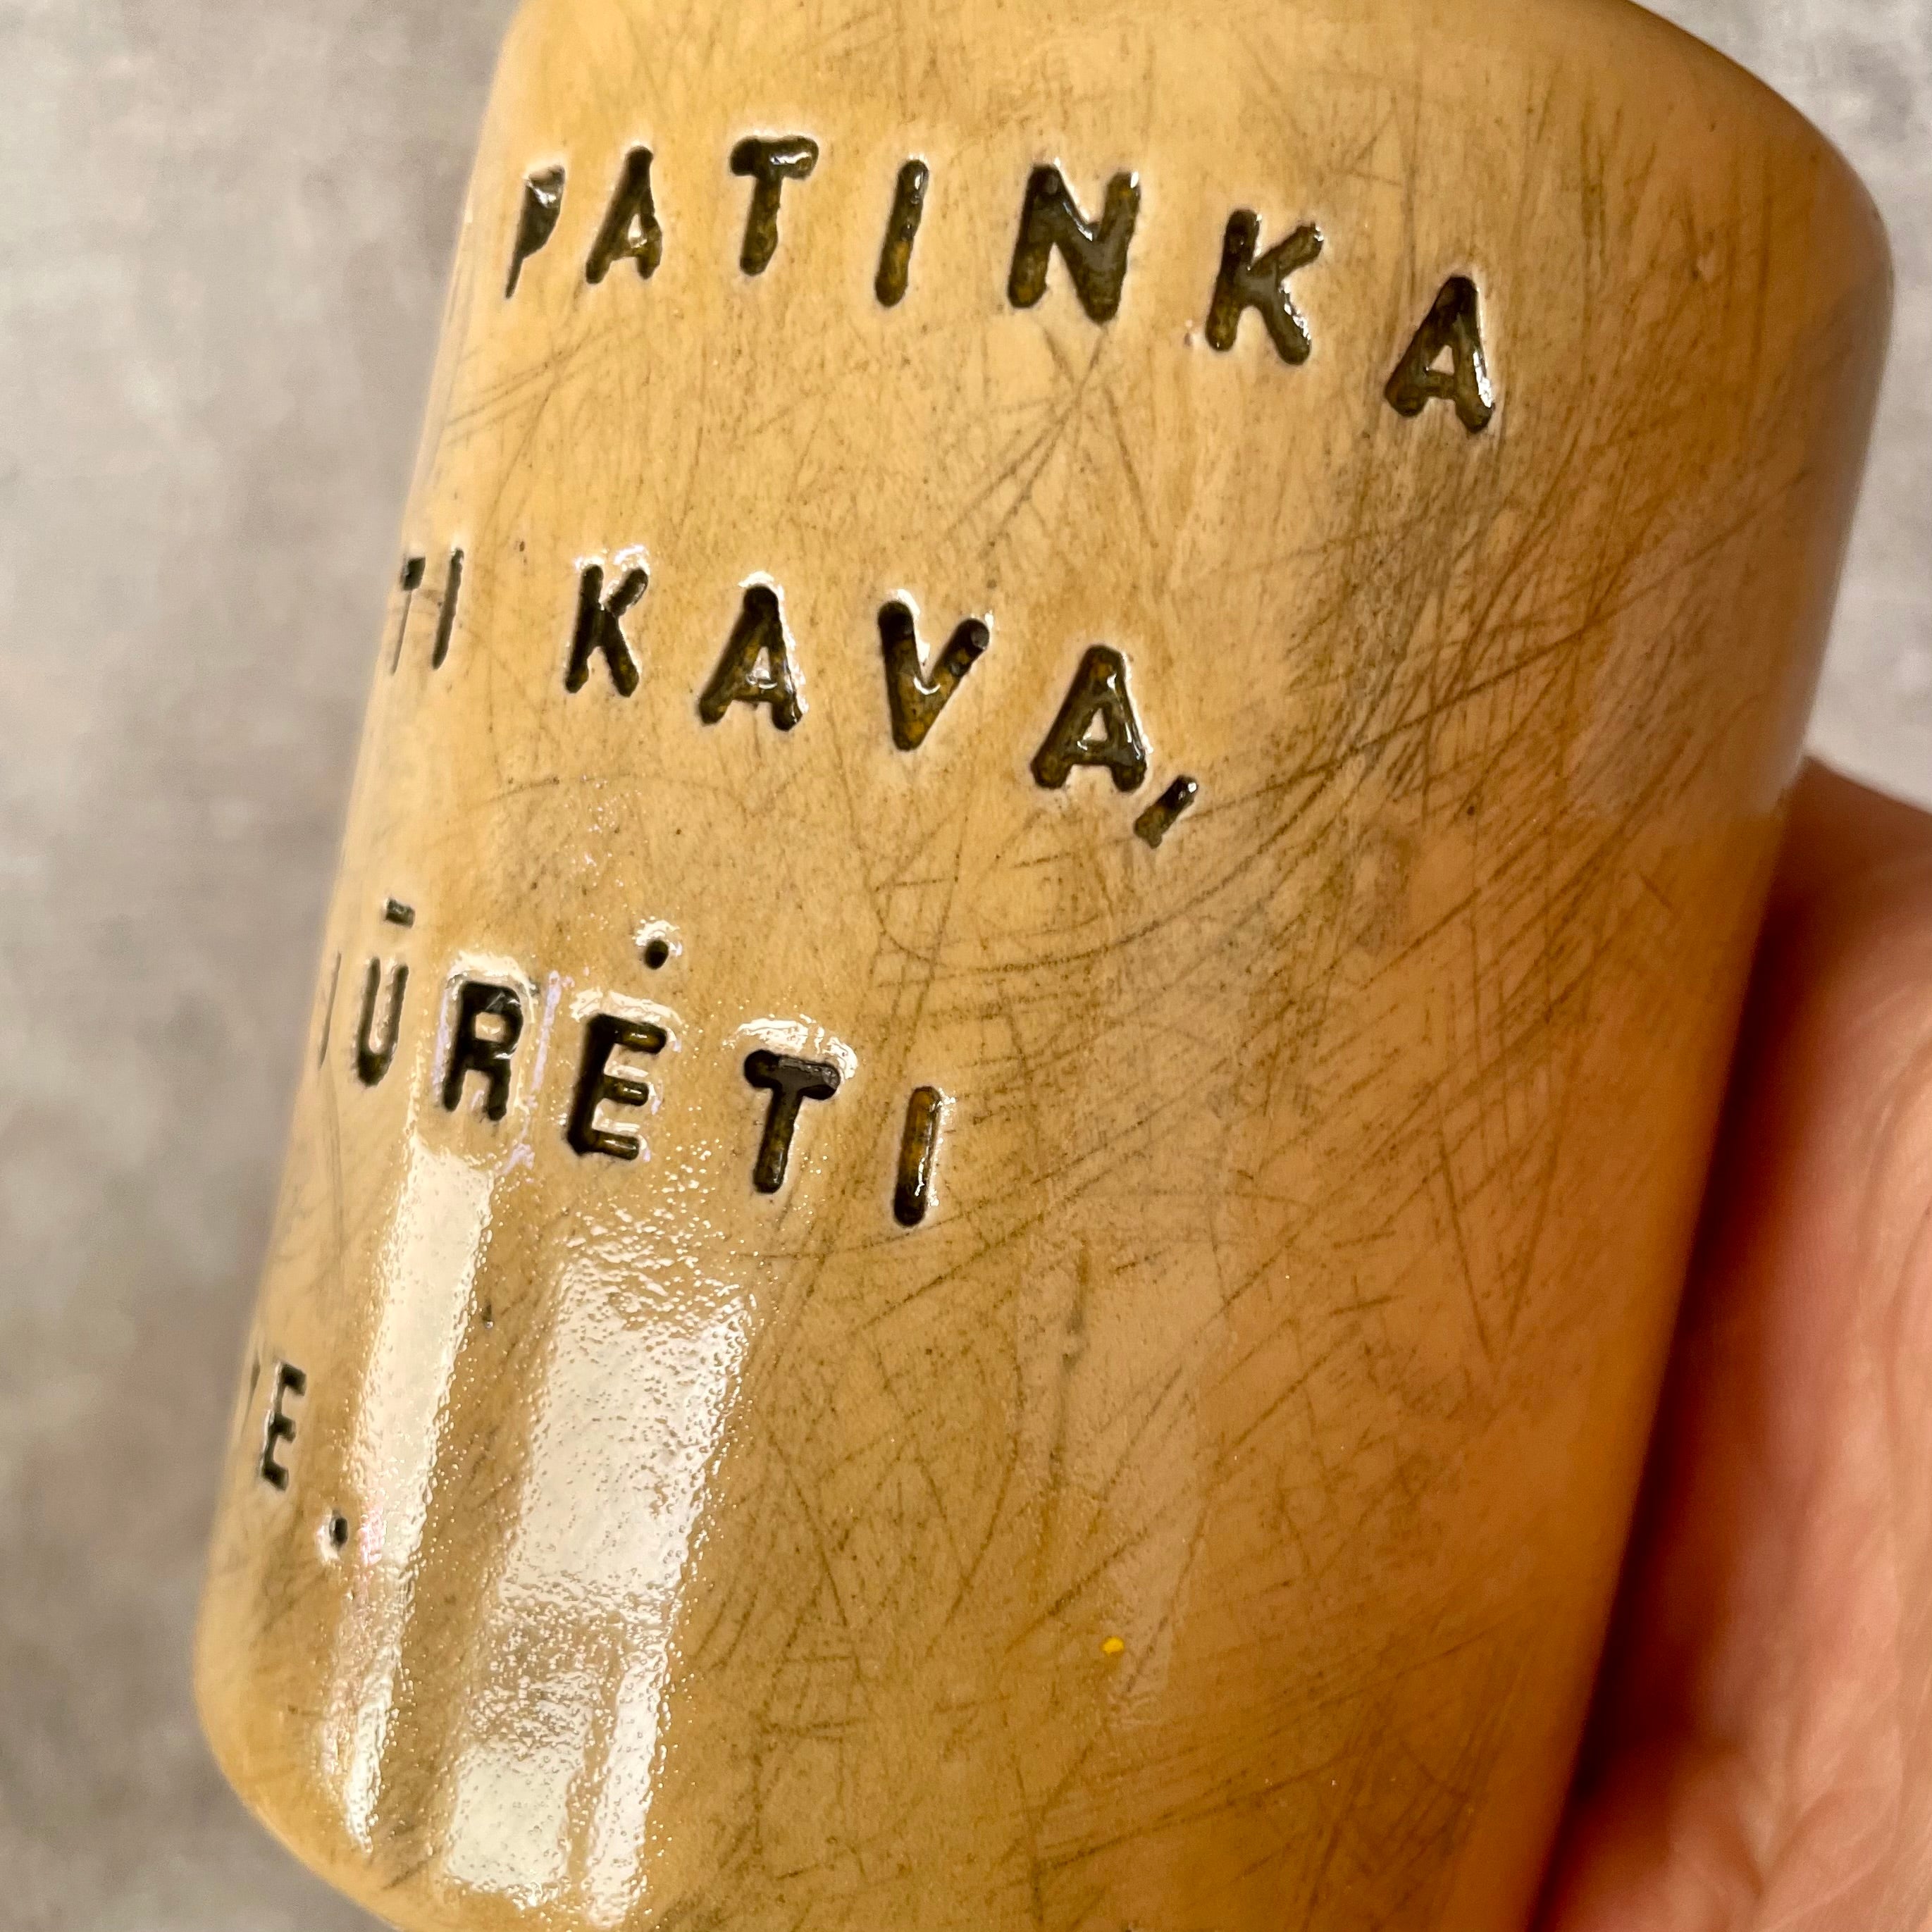 PATINKA
TI KAVA,
ŪRĖTI
E.